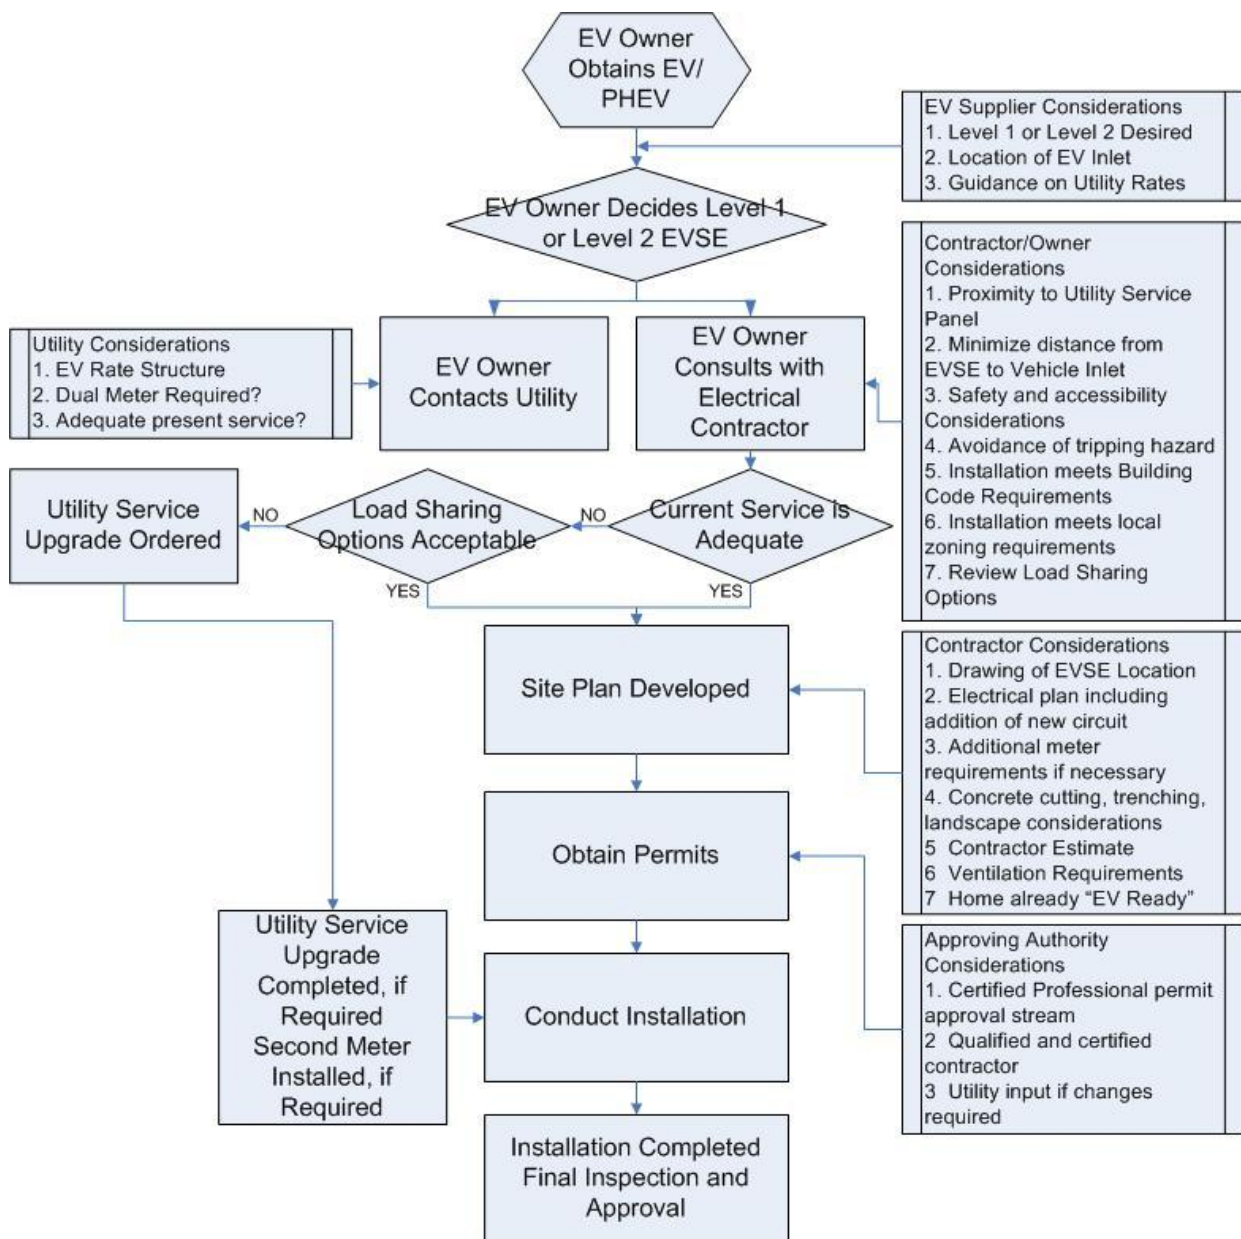 EV Owner
Obtains EV/
PHEV
EV Supplier Considerations
1. Level 1 or Level 2 Desired
2. Location of EV Inlet
3. Guidance on Utility Rates
EV Owner Decides Level 1
or Level 2 EVSE
Contractor/Owner
Considerations
1. Proximity to Utility Service
Panel
2. Minimize distance from
EVSE to Vehicle Inlet
3. Safety and accessibility
Considerations
4. Avoidance of tripping hazard
5. Installation meets Building
Code Requirements
6. Installation meets local
zoning requirements
7. Review Load Sharing
Options
Utility Considerations
1. EV Rate Structure
2. Dual Meter Required?
3. Adequate present service?
EV Owner
Contacts Utility
EV Owner
Consults with
Electrical
Contractor
Utility Service
Upgrade Ordered
NO
Load Sharing
Options Acceptable
NO
Current Service is
Adequate
YES
YES
Site Plan Developed
Contractor Considerations
1. Drawing of EVSE Location
2. Electrical plan including
addition of new circuit
3. Additional meter
requirements if necessary
4. Concrete cutting, trenching,
landscape considerations
5  Contractor Estimate
6  Ventilation Requirements
7  Home already “EV Ready”
Obtain Permits
Approving Authority
Considerations
1. Certified Professional permit
approval stream
2  Qualified and certified
contractor
3  Utility input if changes
required
Utility Service
Upgrade
Completed, if
Required
Second Meter
Installed, if
Required
Conduct Installation
Installation Completed
Final Inspection and
Approval